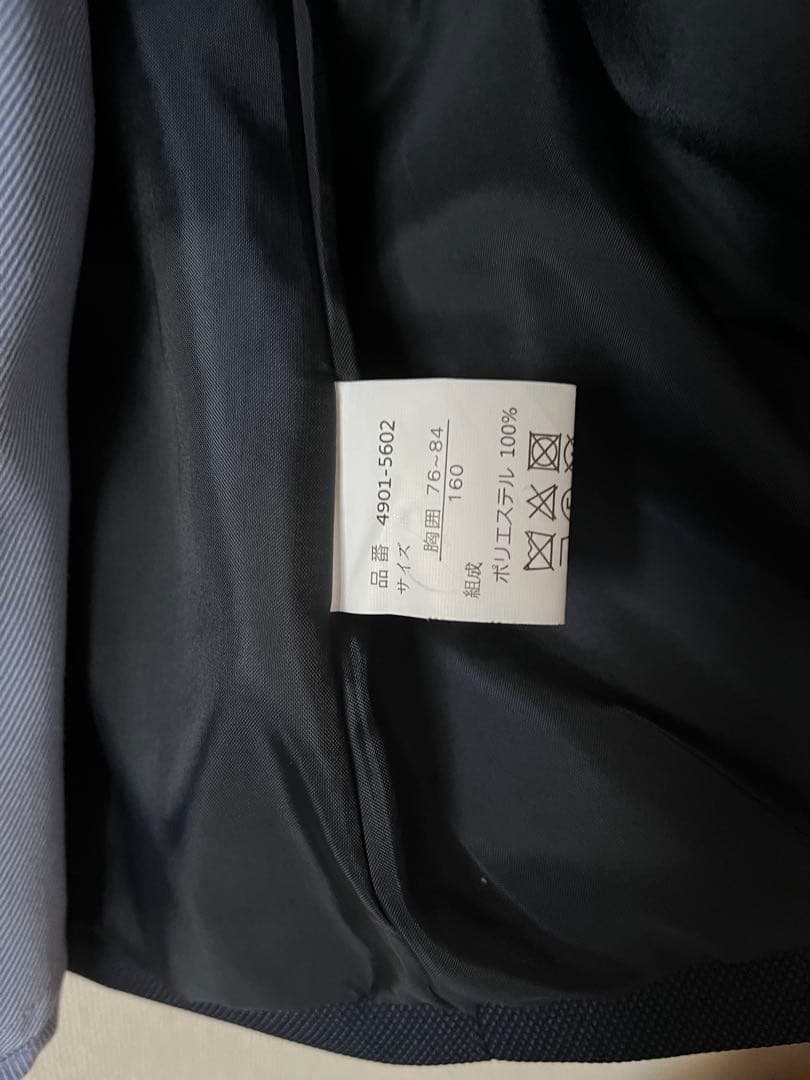 品番 4901-5602
サイズ
胸囲 76~84
160
組成
ポリエステル 100%